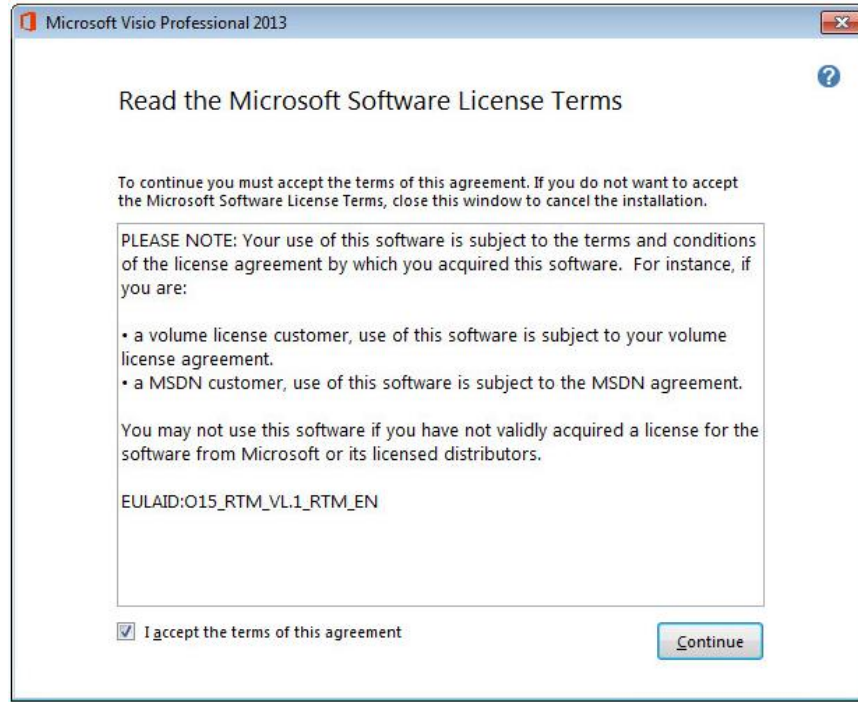 Microsoft Visio Professional 2013
Read the Microsoft Software License Terms
To continue you must accept the terms of this agreement. If you do not want to accept
the Microsoft Software License Terms, close this window to cancel the installation.
PLEASE NOTE: Your use of this software is subject to the terms and conditions
of the license agreement by which you acquired this software.  For instance, if
you are:
• a volume license customer, use of this software is subject to your volume
license agreement.
• a MSDN customer, use of this software is subject to the MSDN agreement.
You may not use this software if you have not validly acquired a license for the
software from Microsoft or its licensed distributors.
EULAID:O15_RTM_VL.1_RTM_EN
I accept the terms of this agreement
Continue